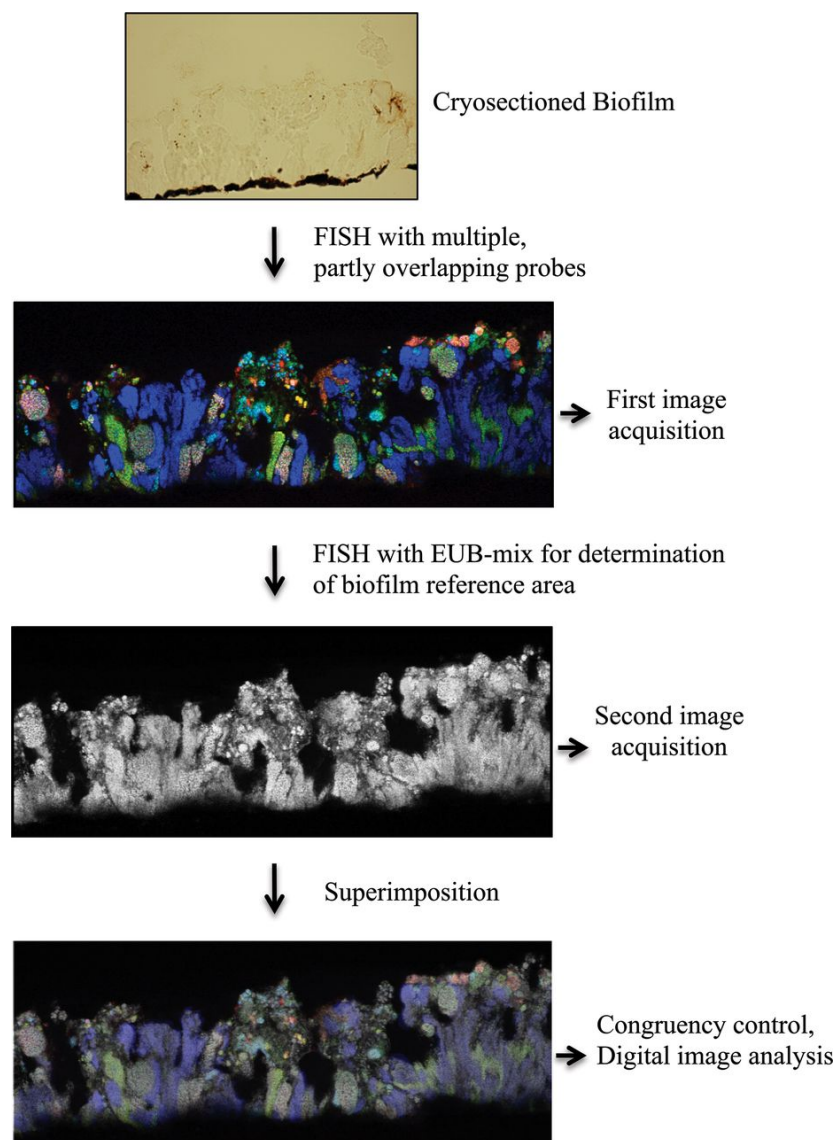 Cryosectioned Biofilm
FISH with multiple,
partly overlapping probes
First image
acquisition
FISH with EUB-mix for determination
of biofilm reference area
Second image
acquisition
Superimposition
Congruency control,
Digital image analysis